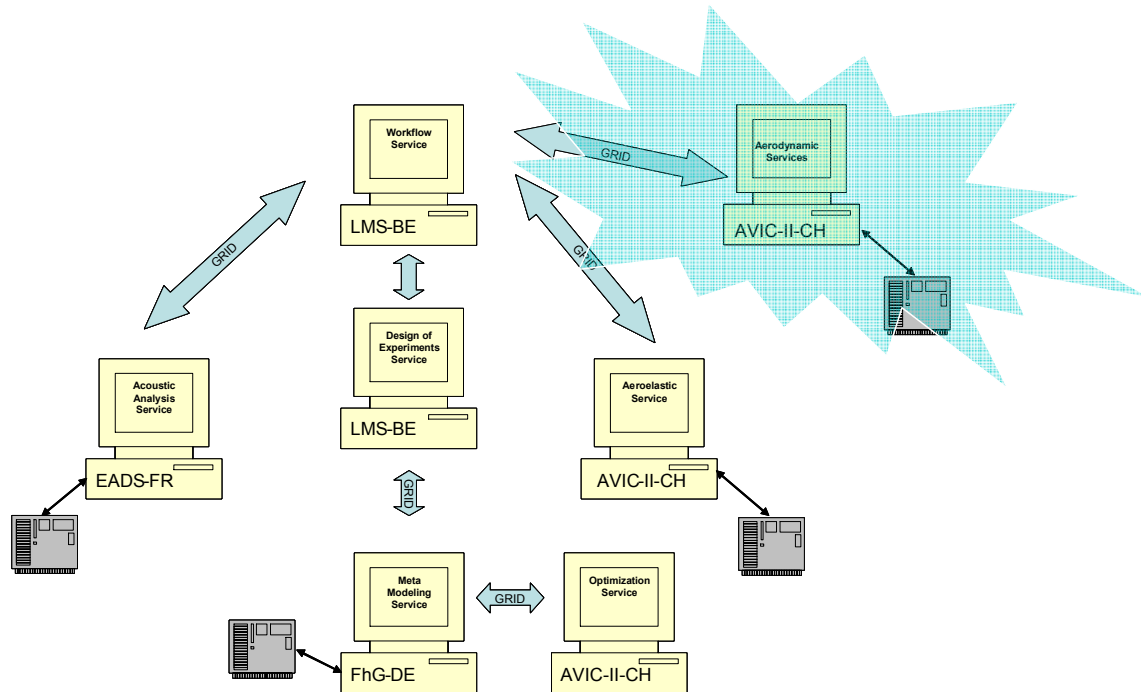 Workflow
Service
LMS-BE
GRID
Aerodynamic
Services
AVIC-II-CH
GRID
GRID
Design of
Experiments
Service
LMS-BE
Acoustic
Analysis
Service
EADS-FR
Aeroelastic
Service
AVIC-II-CH
GRID
Meta
Modeling
Service
FhG-DE
GRID
Optimization
Service
AVIC-II-CH